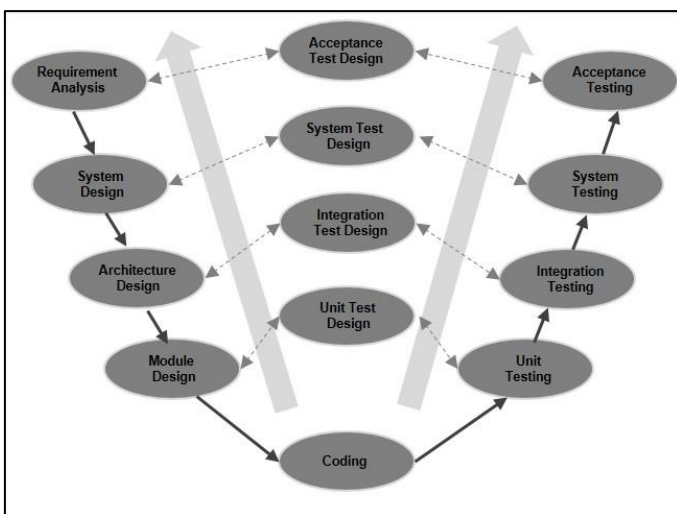 Requirement
Analysis
Acceptance
Test Design
Acceptance
Testing
System
Design
System Test
Design
System
Testing
Architecture
Design
Integration
Test Design
Integration
Testing
Module
Design
Unit Test
Design
Unit
Testing
Coding